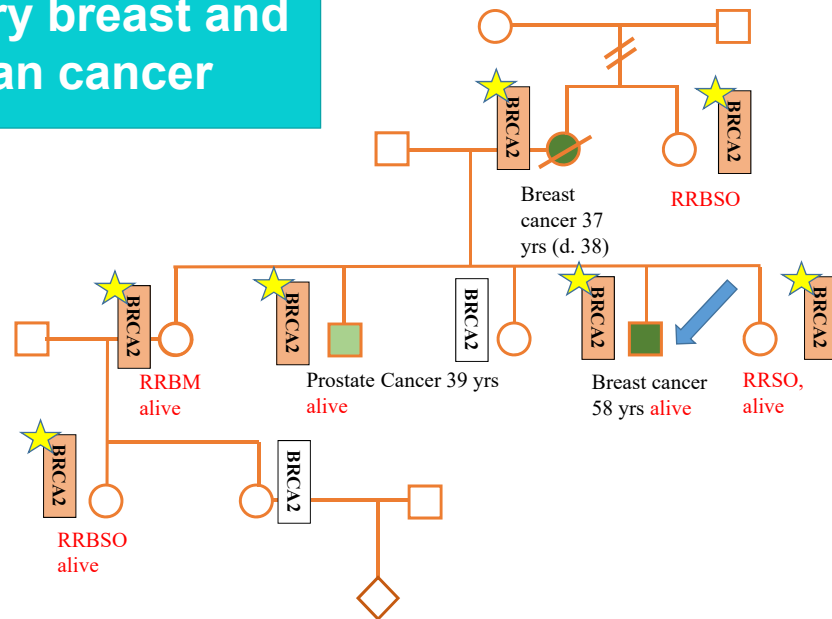 ry breast and
an cancer
BRCA2
BRCA2
Breast
cancer 37
yrs (d. 38)
RRBSO
BRCA2
BRCA2
BRCA2
BRCA2
BRCA2
RRBM
alive
Prostate Cancer 39 yrs
alive
Breast cancer
58 yrs alive
RRSO,
alive
BRCA2
BRCA2
RRBSO
alive